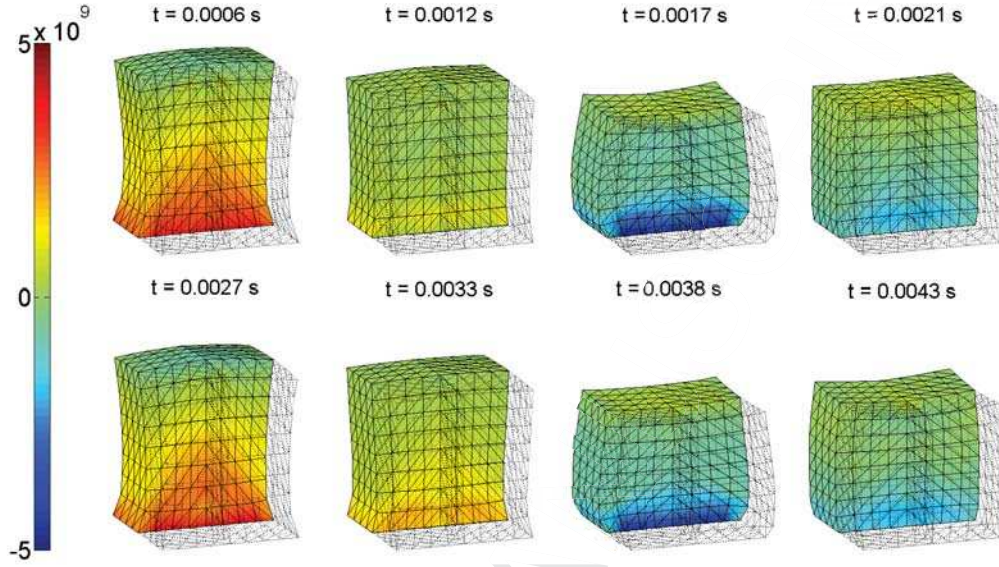 5 x 10^9
0
-5
t = 0.0006 s
t = 0.0012 s
t = 0.0017 s
t = 0.0021 s
t = 0.0027 s
t = 0.0033 s
t = 0.0038 s
t = 0.0043 s